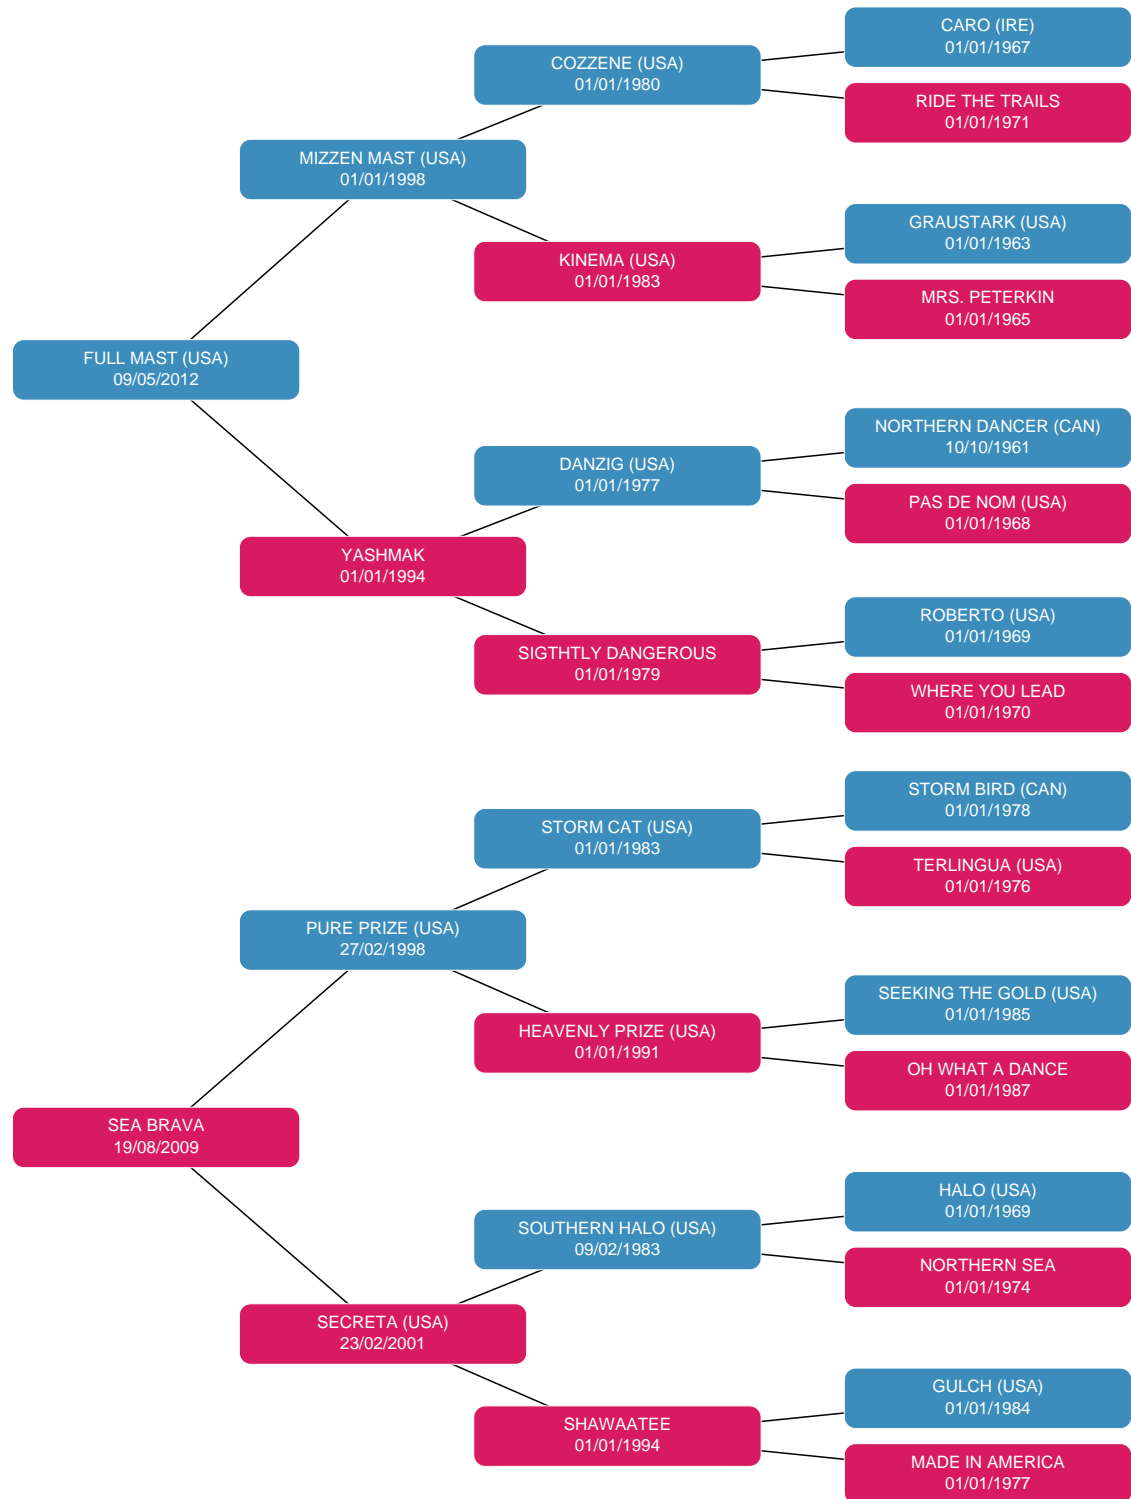 CARO (IRE)
01/01/1967
COZZENE (USA)
01/01/1980
RIDE THE TRAILS
01/01/1971
MIZZEN MAST (USA)
01/01/1998
GRAUSTARK (USA)
01/01/1963
KINEMA (USA)
01/01/1983
MRS. PETERKIN
01/01/1965
FULL MAST (USA)
09/05/2012
NORTHERN DANCER (CAN)
10/10/1961
DANZIG (USA)
01/01/1977
PAS DE NOM (USA)
01/01/1968
YASHMAK
01/01/1994
ROBERTO (USA)
01/01/1969
SIGTHTLY DANGEROUS
01/01/1979
WHERE YOU LEAD
01/01/1970
STORM BIRD (CAN)
01/01/1978
STORM CAT (USA)
01/01/1983
TERLINGUA (USA)
01/01/1976
PURE PRIZE (USA)
27/02/1998
SEEKING THE GOLD (USA)
01/01/1985
HEAVENLY PRIZE (USA)
01/01/1991
OH WHAT A DANCE
01/01/1987
SEA BRAVA
19/08/2009
HALO (USA)
01/01/1969
SOUTHERN HALO (USA)
09/02/1983
NORTHERN SEA
01/01/1974
SECRETA (USA)
23/02/2001
GULCH (USA)
01/01/1984
SHAWAATEE
01/01/1994
MADE IN AMERICA
01/01/1977